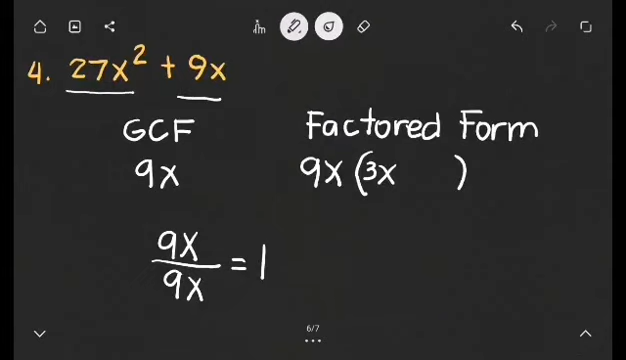 4. 27x² + 9x
GCF Factored Form
9x 9x (3x )
9x
9x = 1
6/7